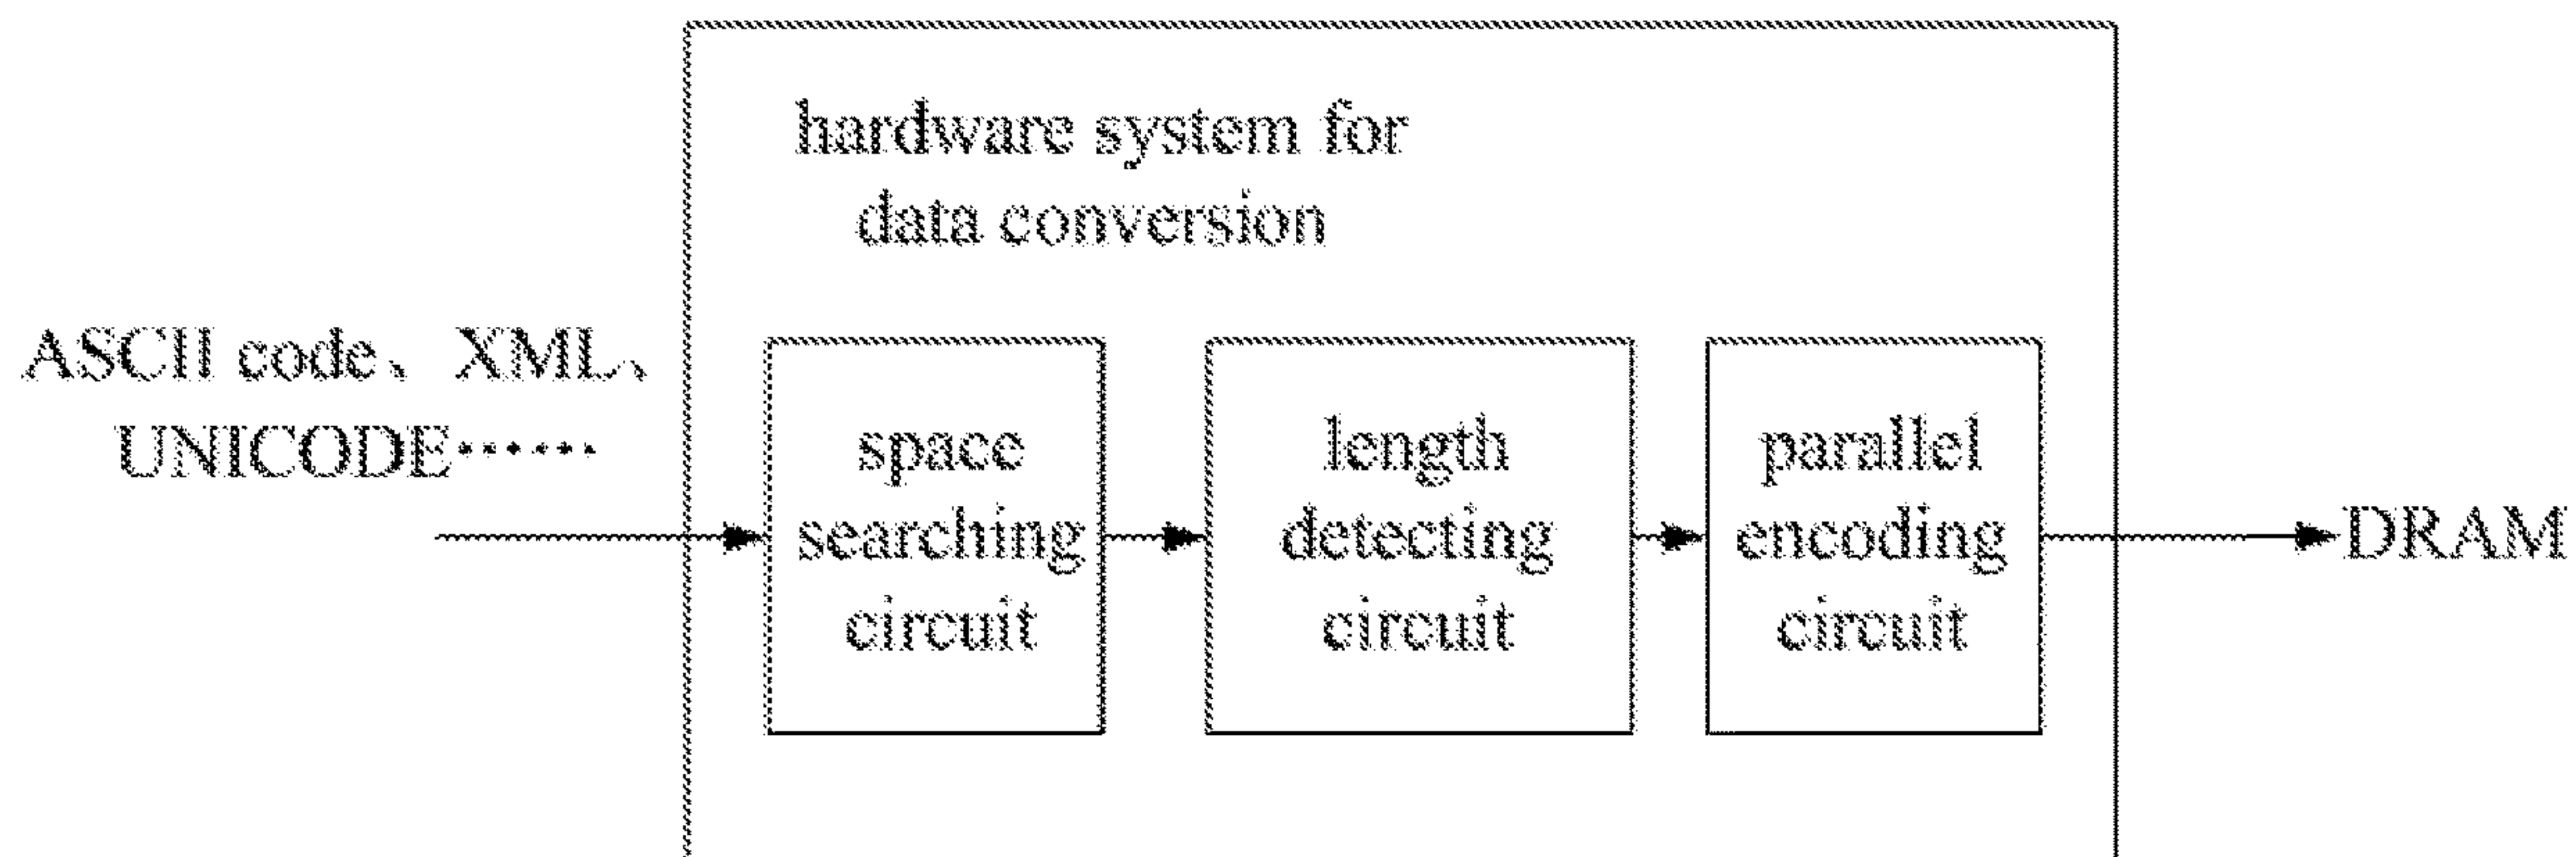 hardware system for
data conversion
ASCII code、XML、
UNICODE······
space
searching
circuit
length
detecting
circuit
parallel
encoding
circuit
DRAM